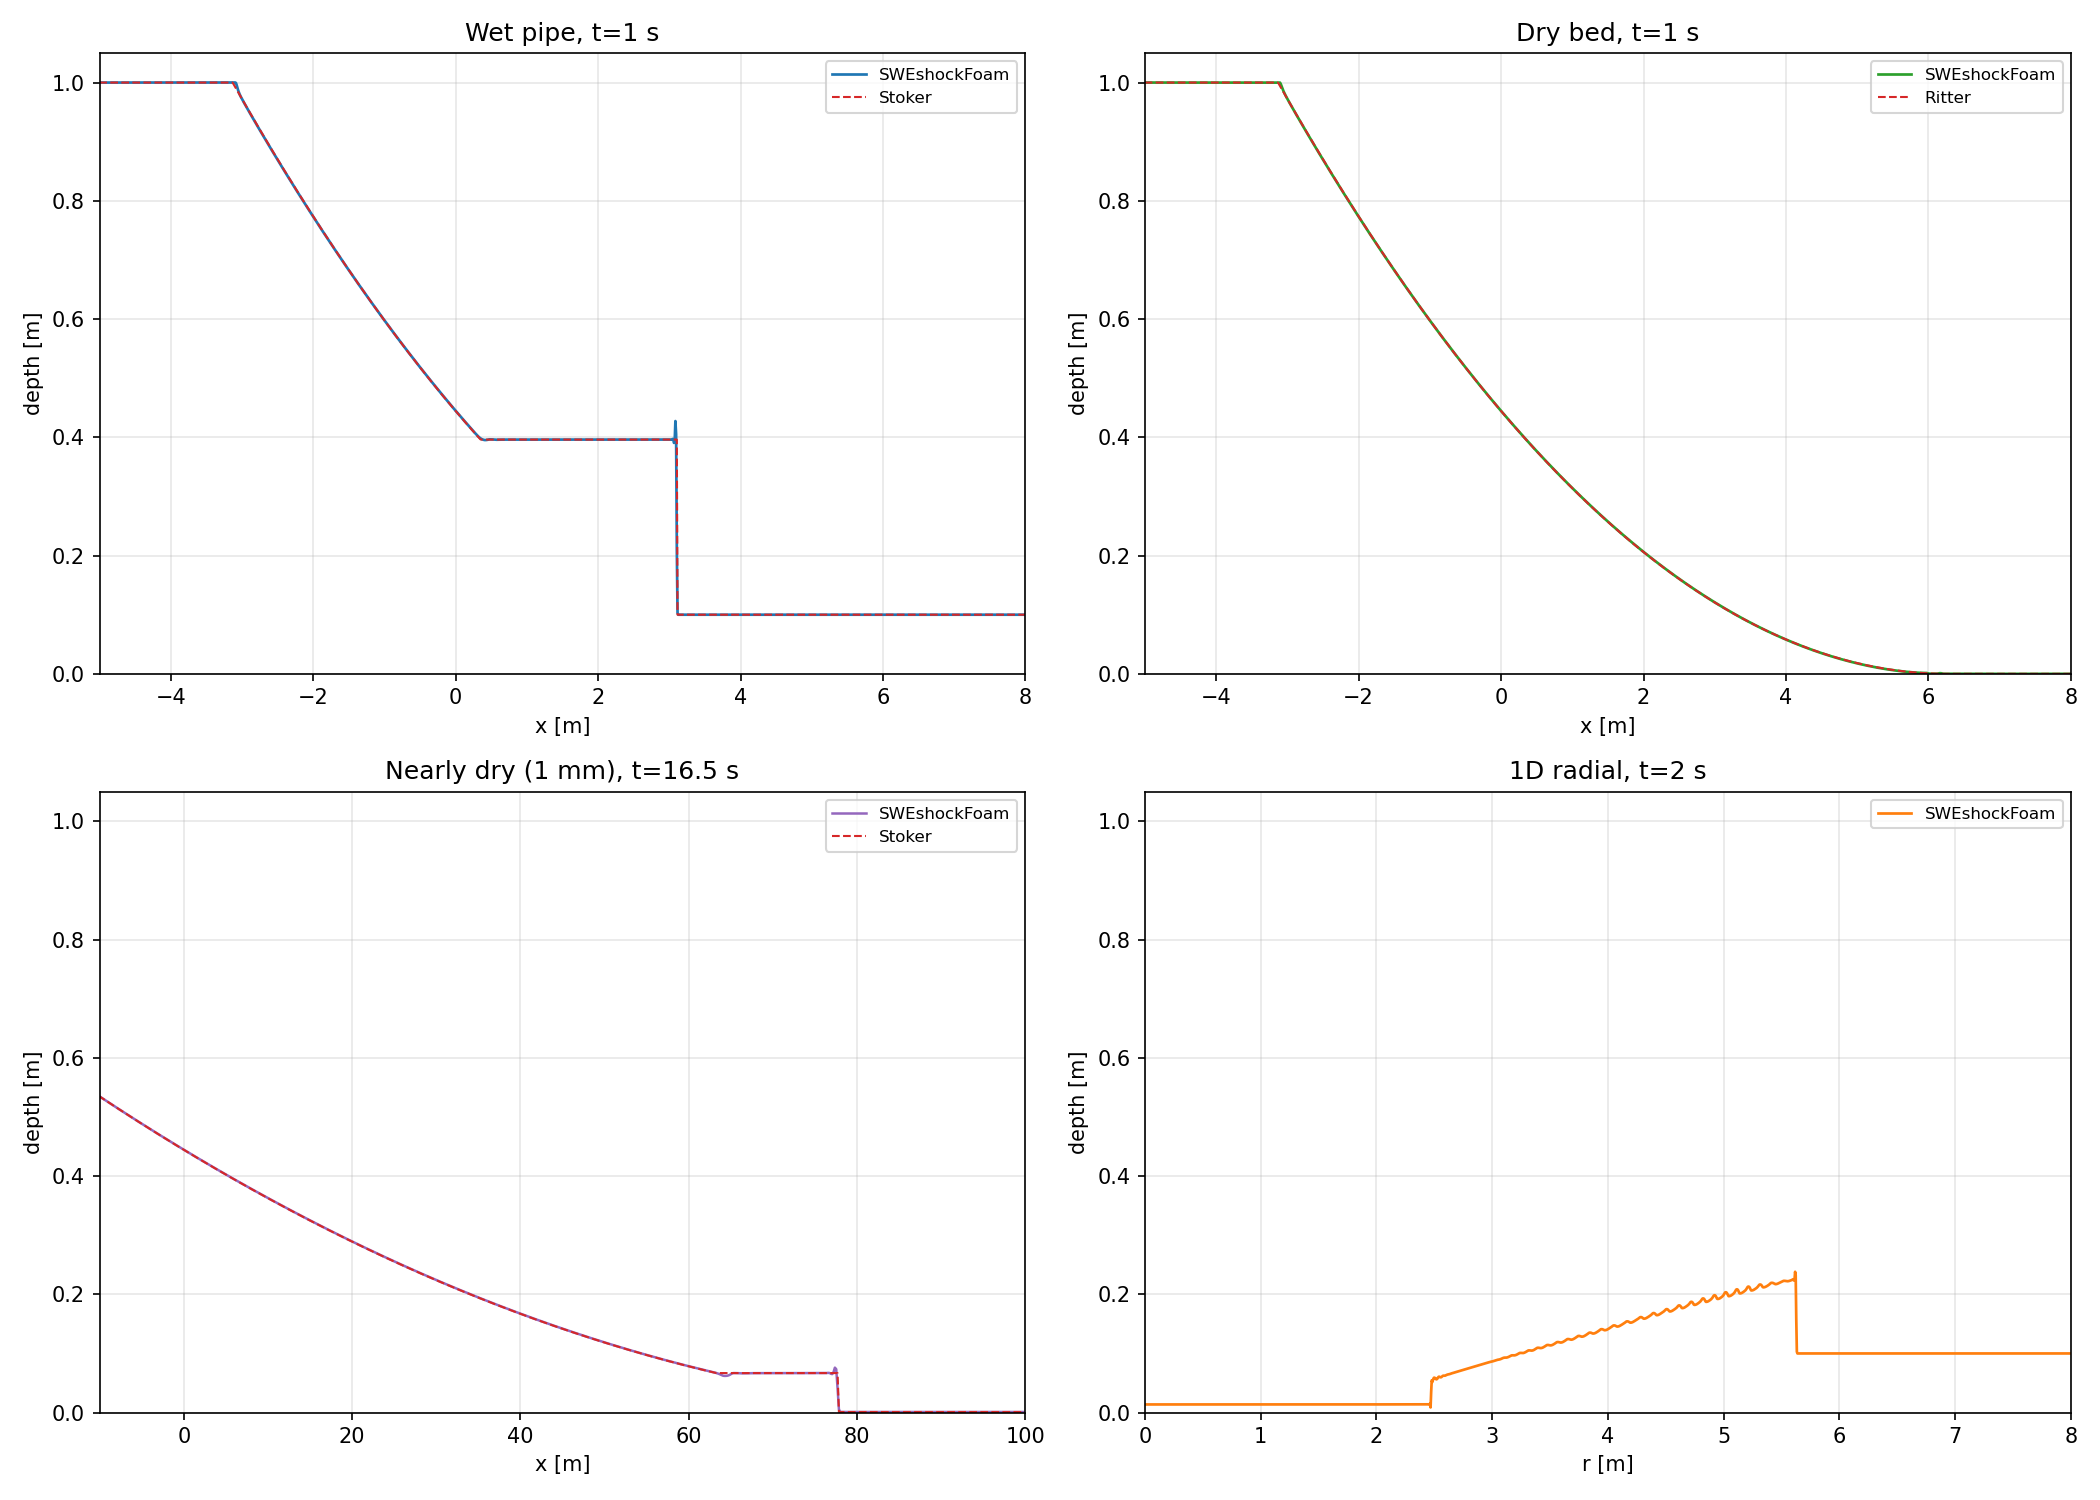 Wet pipe, t=1 s
SWEshockFoam
Stoker
depth [m]
1.0
0.8
0.6
0.4
0.2
0.0
−4
−2
0
2
4
6
8
x [m]
Dry bed, t=1 s
SWEshockFoam
Ritter
depth [m]
1.0
0.8
0.6
0.4
0.2
0.0
−4
−2
0
2
4
6
8
x [m]
Nearly dry (1 mm), t=16.5 s
SWEshockFoam
Stoker
depth [m]
1.0
0.8
0.6
0.4
0.2
0.0
0
20
40
60
80
100
x [m]
1D radial, t=2 s
SWEshockFoam
depth [m]
1.0
0.8
0.6
0.4
0.2
0.0
0
1
2
3
4
5
6
7
8
r [m]